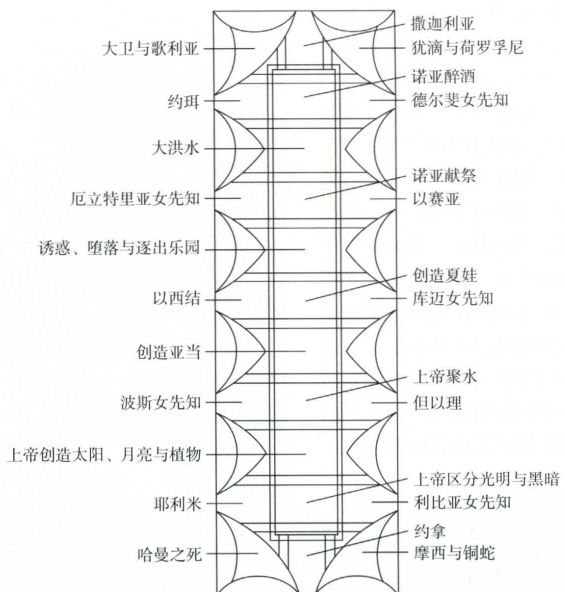 撒迦利亚
大卫与歌利亚
犹滴与荷罗孚尼
诺亚醉酒
约珥
德尔斐女先知
大洪水
诺亚献祭
厄立特里亚女先知
以赛亚
诱惑、堕落与逐出乐园
创造夏娃
以西结
库迈女先知
创造亚当
上帝聚水
波斯女先知
但以理
上帝创造太阳、月亮与植物
上帝区分光明与黑暗
耶利米
利比亚女先知
约拿
哈曼之死
摩西与铜蛇